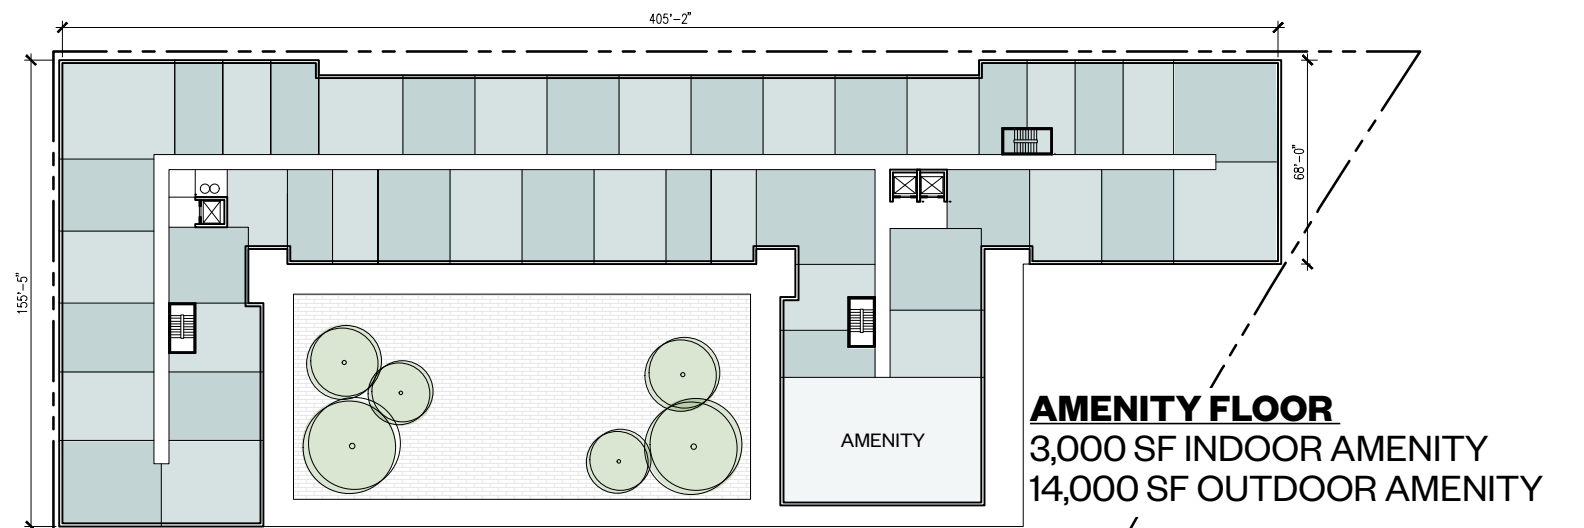 405'-2"
155'-5"
68'-0"
AMENITY
AMENITY FLOOR
3,000 SF INDOOR AMENITY
14,000 SF OUTDOOR AMENITY